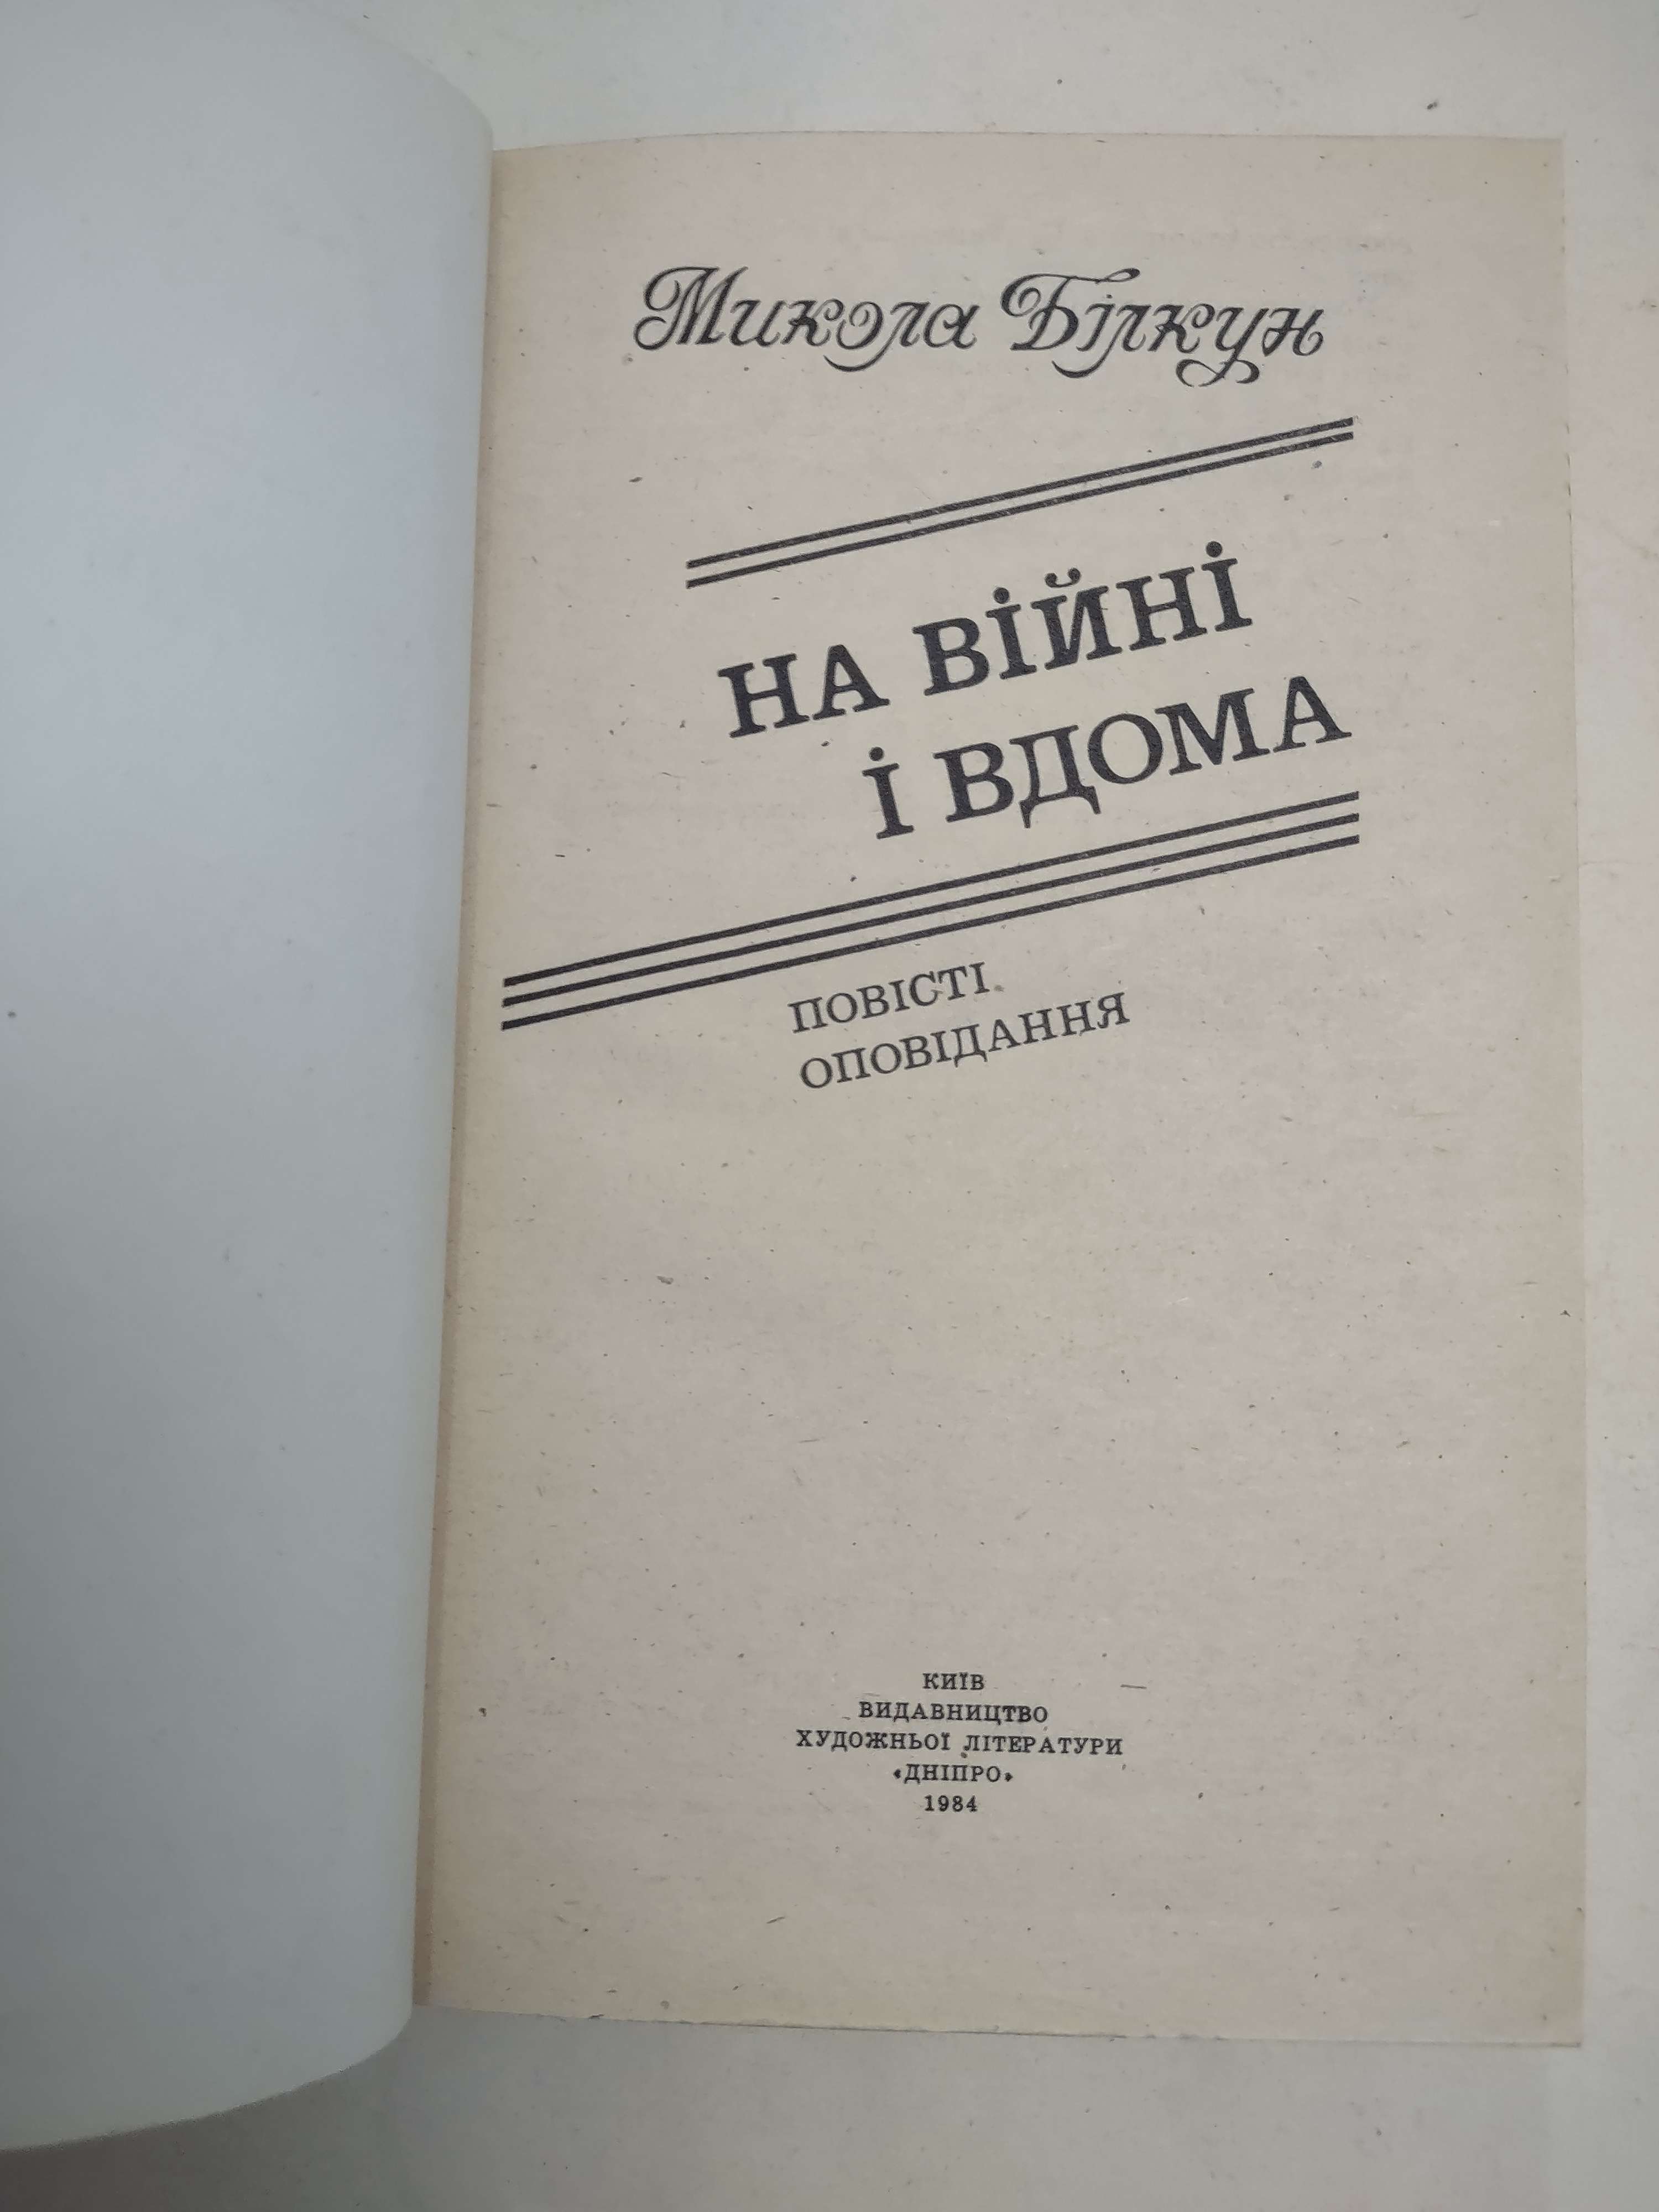 Микола Білкун
НА ВІЙНІ
І ВДОМА
ПОВІСТІ
ОПОВІДАННЯ
КИЇВ
ВИДАВНИЦТВО
ХУДОЖНЬОЇ ЛІТЕРАТУРИ
«ДНІПРО»
1984